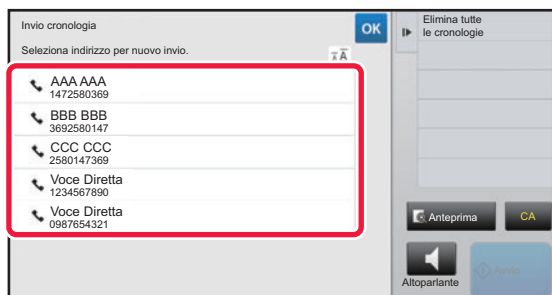 Invio cronologia
OK
Elimina tutte
le cronologie
Seleziona indirizzo per nuovo invio.
AAA AAA
1472580369
BBB BBB
3692580147
CCC CCC
2580147369
Voce Diretta
1234567890
Voce Diretta
0987654321
Anteprima
CA
Altoparlante
Avvio